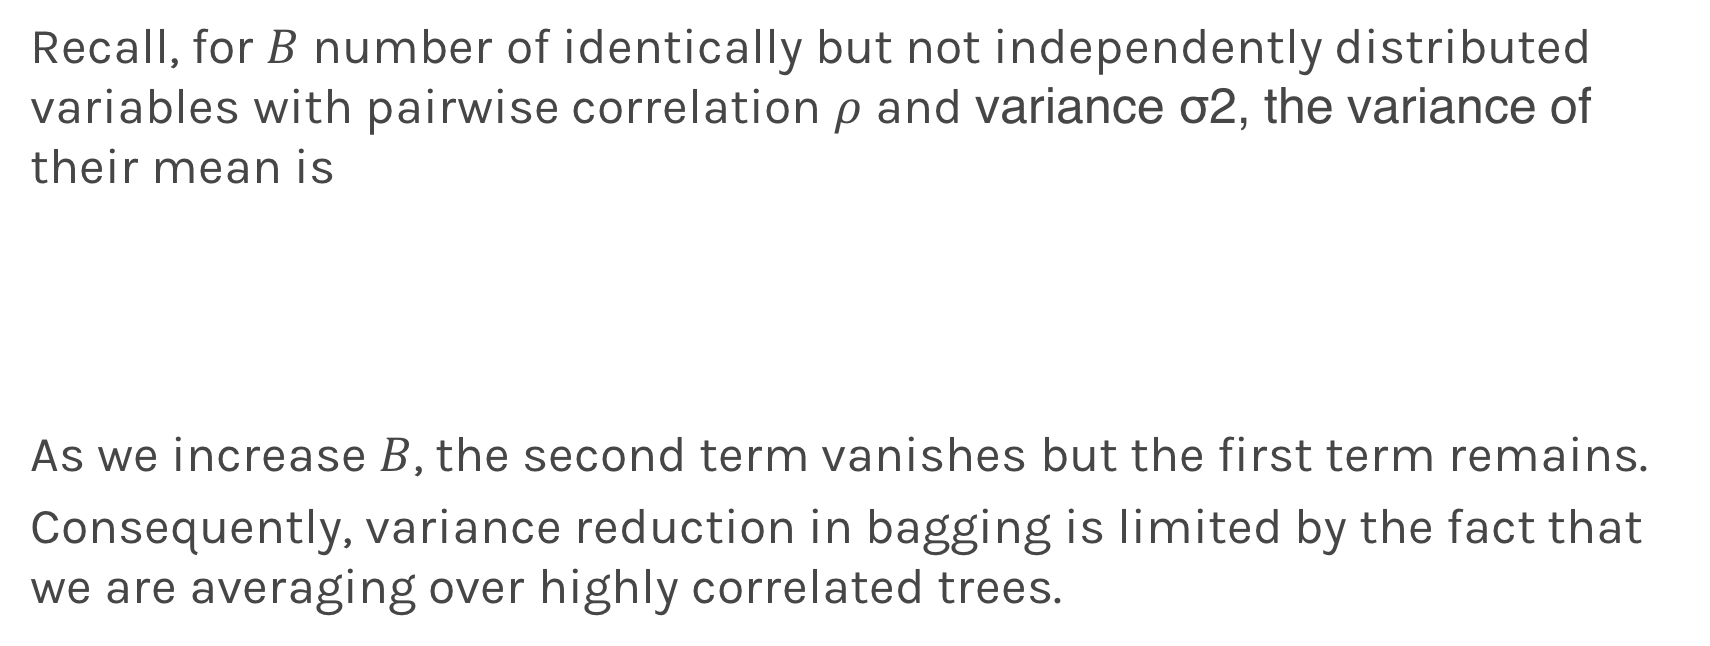 Recall, for B number of identically but not independently distributed
variables with pairwise correlation ρ and variance σ2, the variance of
their mean is
As we increase B, the second term vanishes but the first term remains.
Consequently, variance reduction in bagging is limited by the fact that
we are averaging over highly correlated trees.